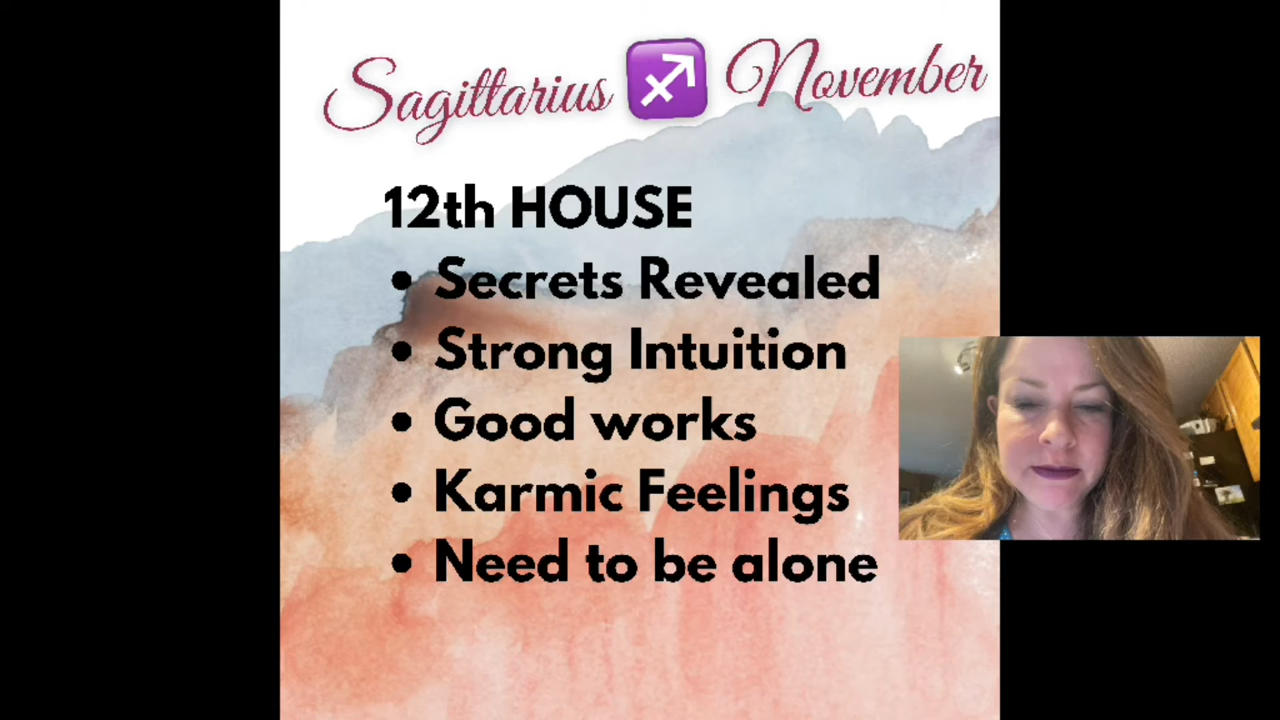 Sagittarius ♐ November
12th HOUSE
• Secrets Revealed
• Strong Intuition
• Good works
• Karmic Feelings
• Need to be alone